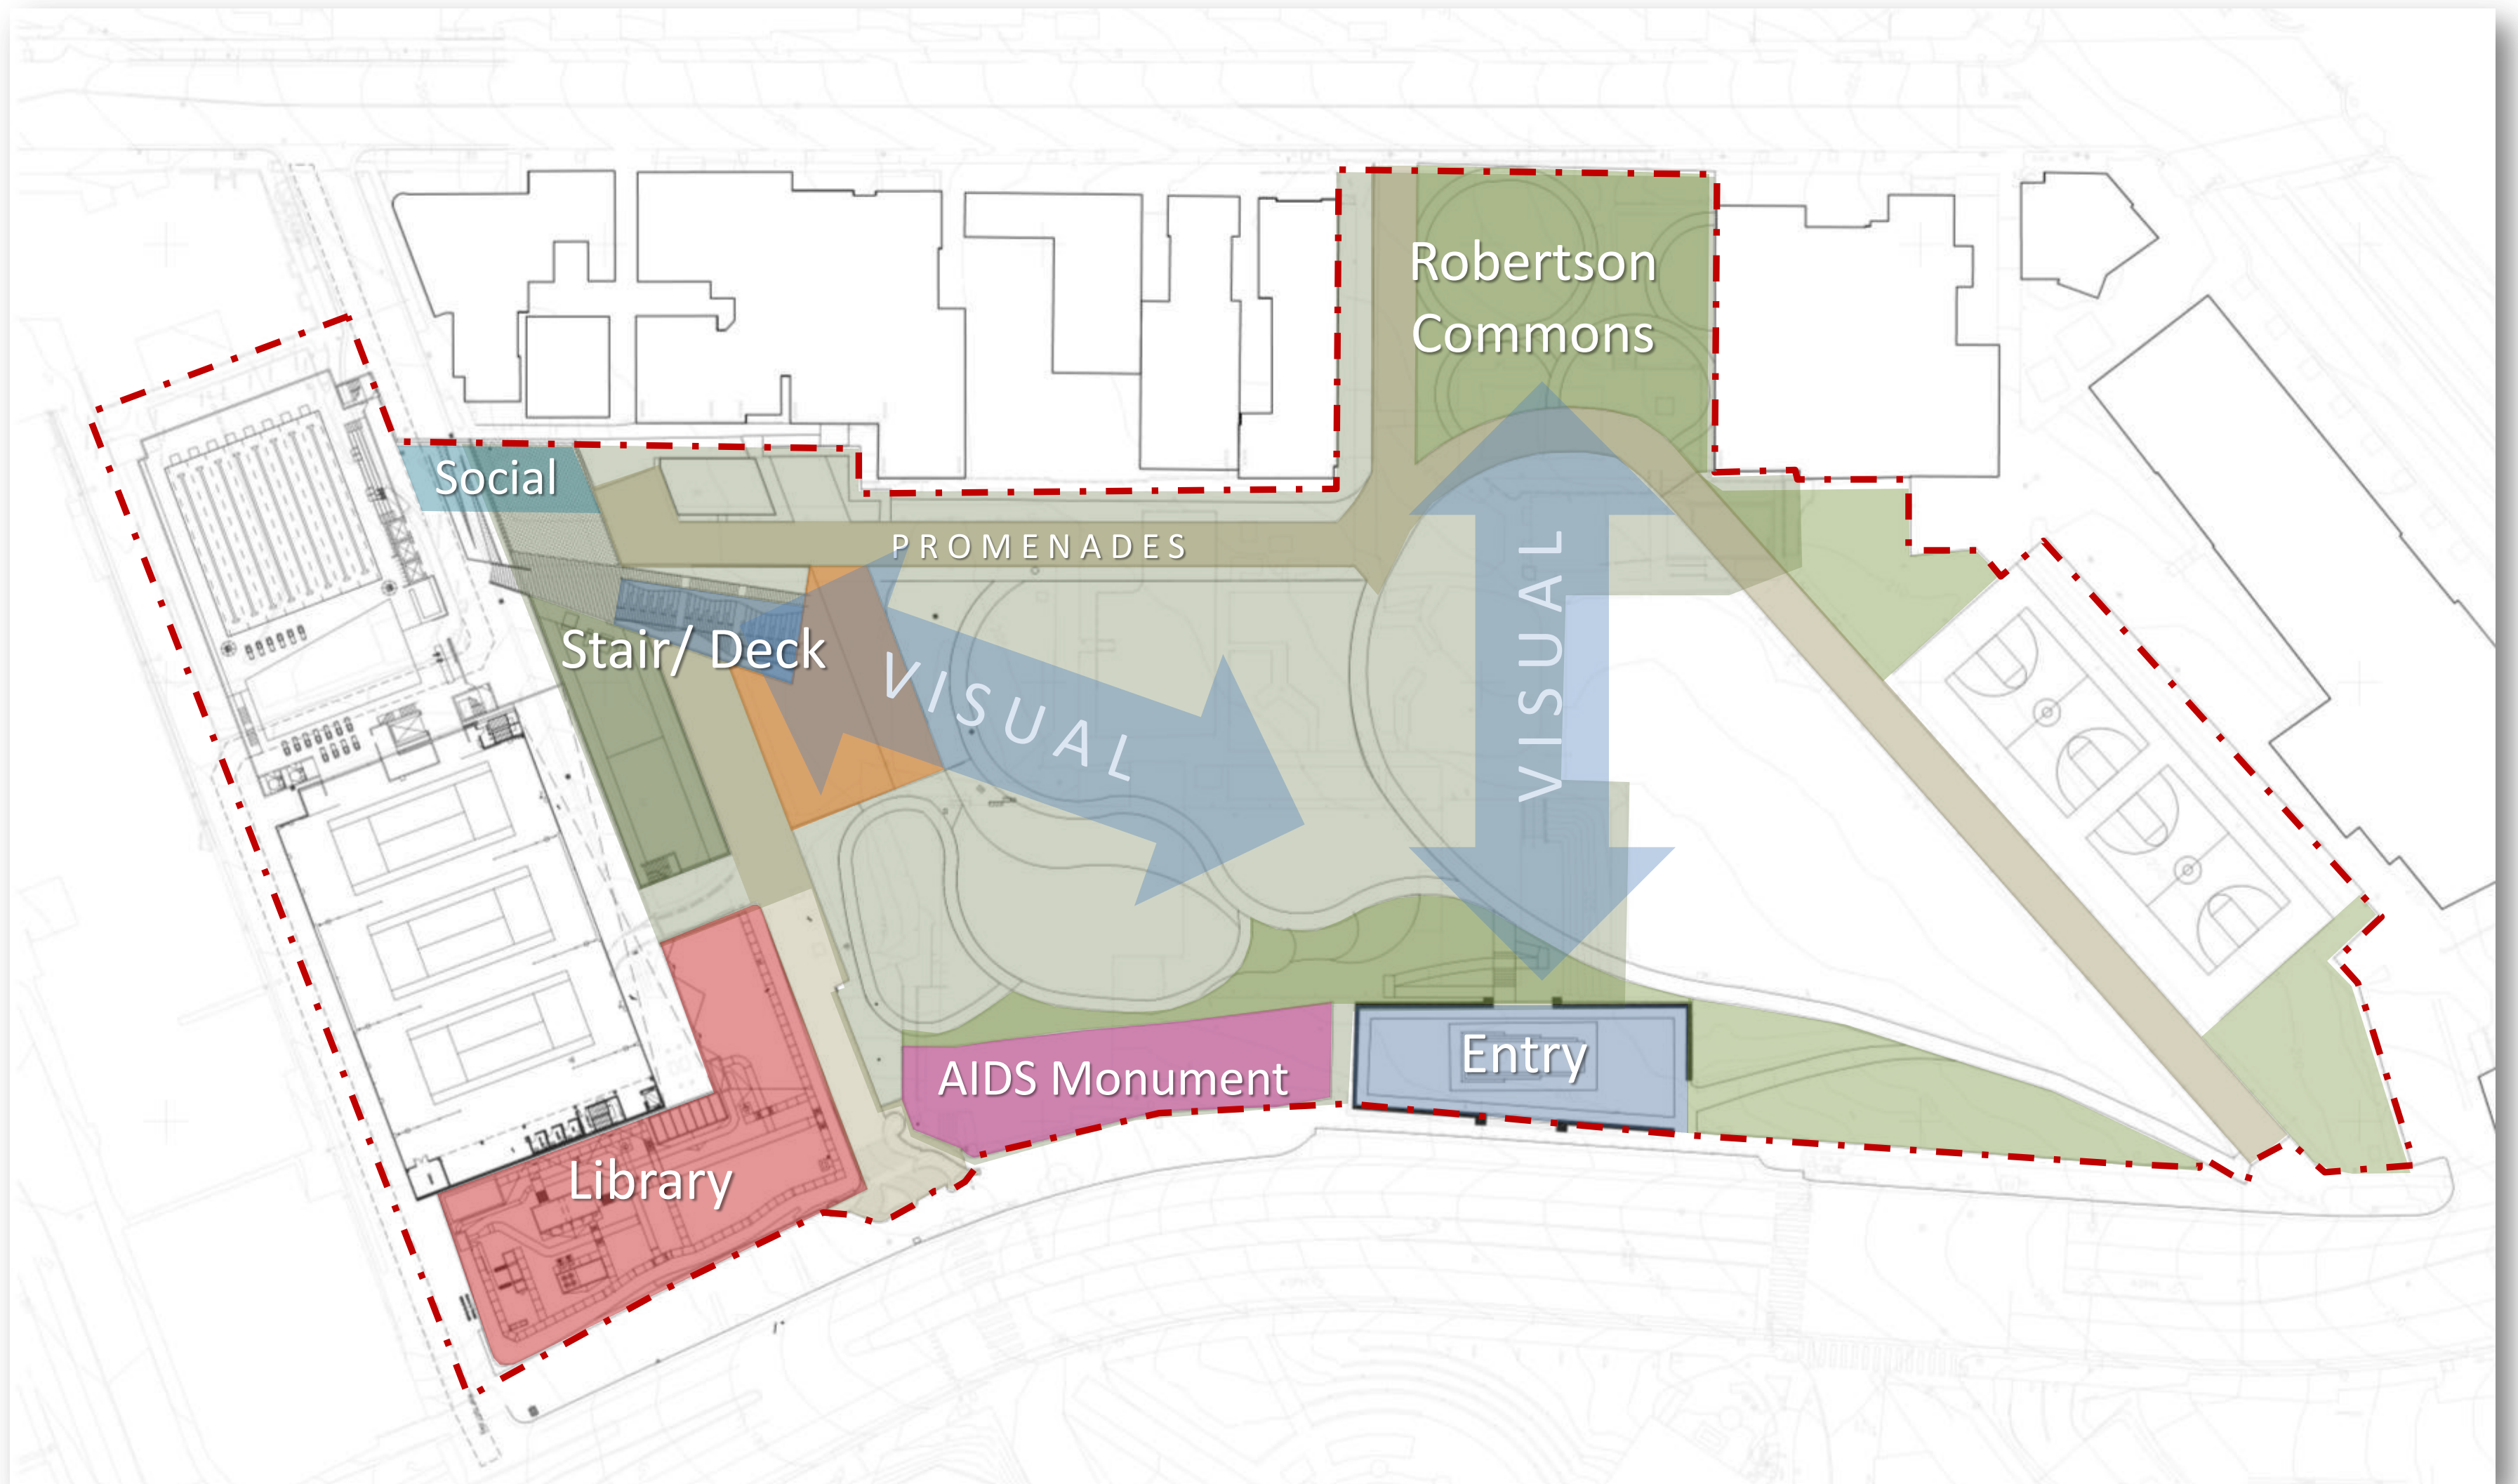 Robertson
Commons
Social
PROMENADES
Stair/ Deck
VISUAL
VISUAL
AIDS Monument
Entry
Library